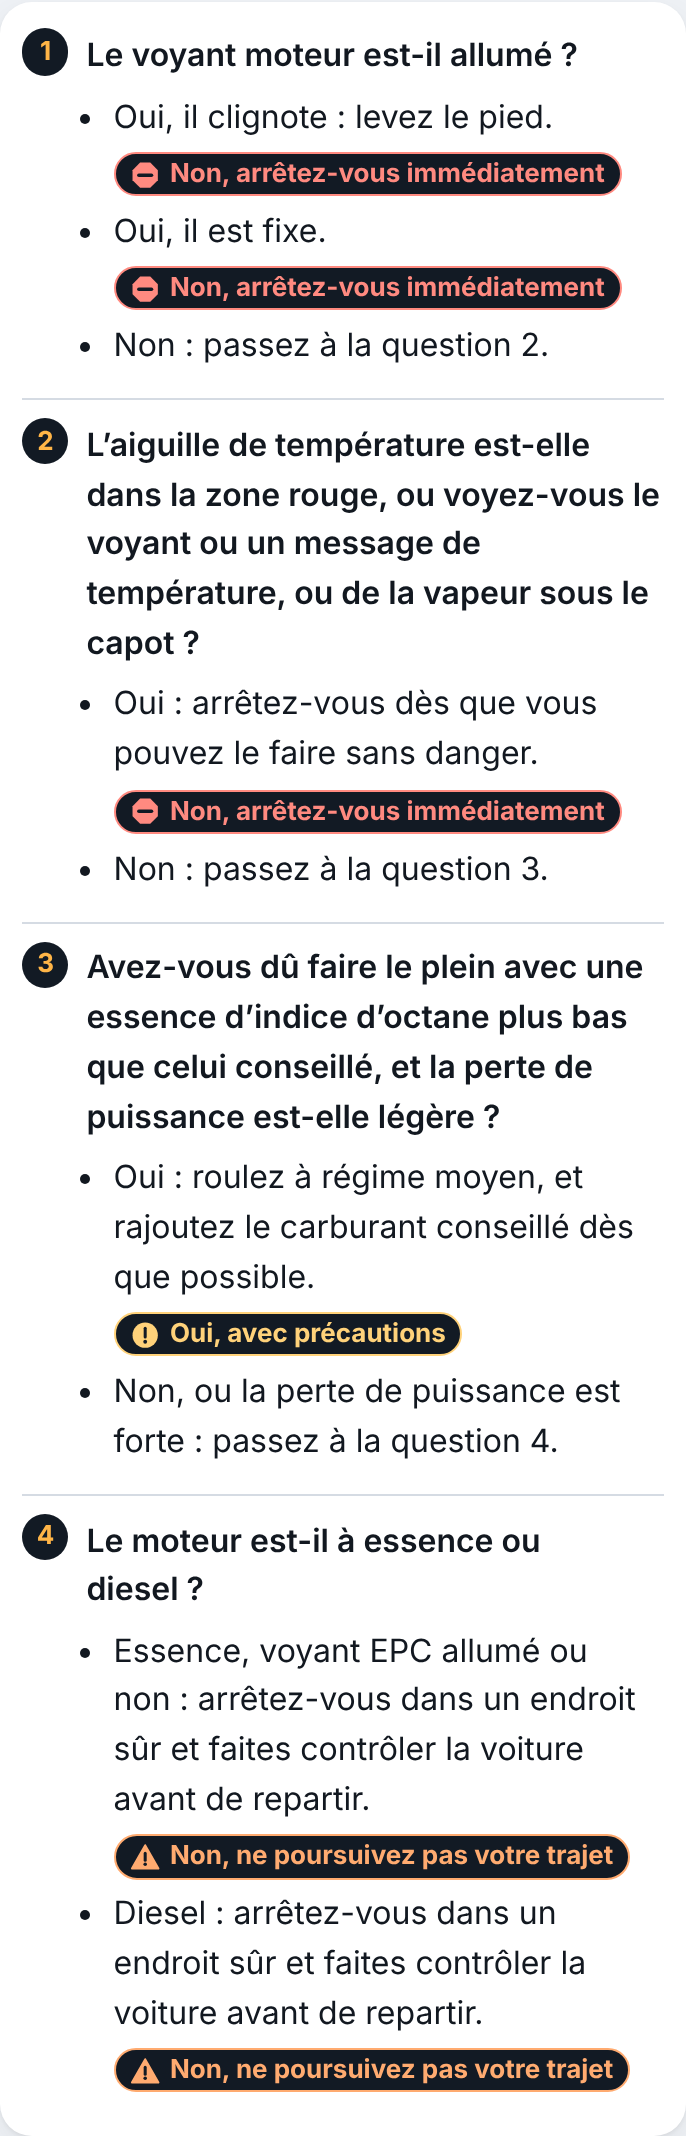 1 Le voyant moteur est-il allumé ?
• Oui, il clignote : levez le pied.
Non, arrêtez-vous immédiatement
• Oui, il est fixe.
Non, arrêtez-vous immédiatement
• Non : passez à la question 2.
2 L’aiguille de température est-elle
dans la zone rouge, ou voyez-vous le
voyant ou un message de
température, ou de la vapeur sous le
capot ?
• Oui : arrêtez-vous dès que vous
pouvez le faire sans danger.
Non, arrêtez-vous immédiatement
• Non : passez à la question 3.
3 Avez-vous dû faire le plein avec une
essence d’indice d’octane plus bas
que celui conseillé, et la perte de
puissance est-elle légère ?
• Oui : roulez à régime moyen, et
rajoutez le carburant conseillé dès
que possible.
Oui, avec précautions
• Non, ou la perte de puissance est
forte : passez à la question 4.
4 Le moteur est-il à essence ou
diesel ?
• Essence, voyant EPC allumé ou
non : arrêtez-vous dans un endroit
sûr et faites contrôler la voiture
avant de repartir.
Non, ne poursuivez pas votre trajet
• Diesel : arrêtez-vous dans un
endroit sûr et faites contrôler la
voiture avant de repartir.
Non, ne poursuivez pas votre trajet